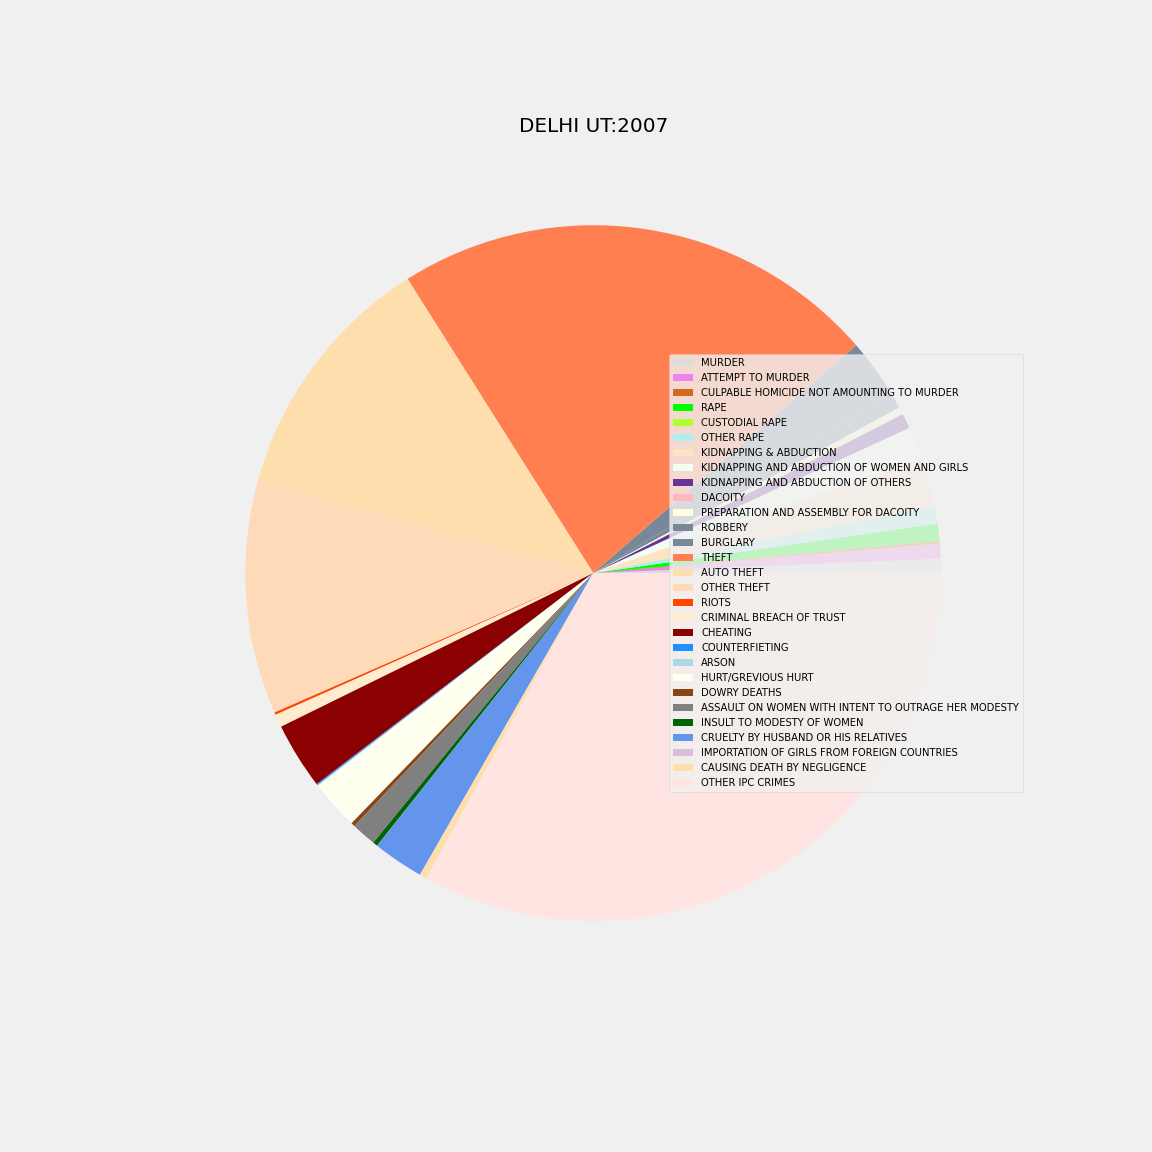 DELHI UT:2007
MURDER
ATTEMPT TO MURDER
CULPABLE HOMICIDE NOT AMOUNTING TO MURDER
RAPE
CUSTODIAL RAPE
OTHER RAPE
KIDNAPPING & ABDUCTION
KIDNAPPING AND ABDUCTION OF WOMEN AND GIRLS
KIDNAPPING AND ABDUCTION OF OTHERS
DACOITY
PREPARATION AND ASSEMBLY FOR DACOITY
ROBBERY
BURGLARY
THEFT
AUTO THEFT
OTHER THEFT
RIOTS
CRIMINAL BREACH OF TRUST
CHEATING
COUNTERFIETING
ARSON
HURT/GREVIOUS HURT
DOWRY DEATHS
ASSAULT ON WOMEN WITH INTENT TO OUTRAGE HER MODESTY
INSULT TO MODESTY OF WOMEN
CRUELTY BY HUSBAND OR HIS RELATIVES
IMPORTATION OF GIRLS FROM FOREIGN COUNTRIES
CAUSING DEATH BY NEGLIGENCE
OTHER IPC CRIMES